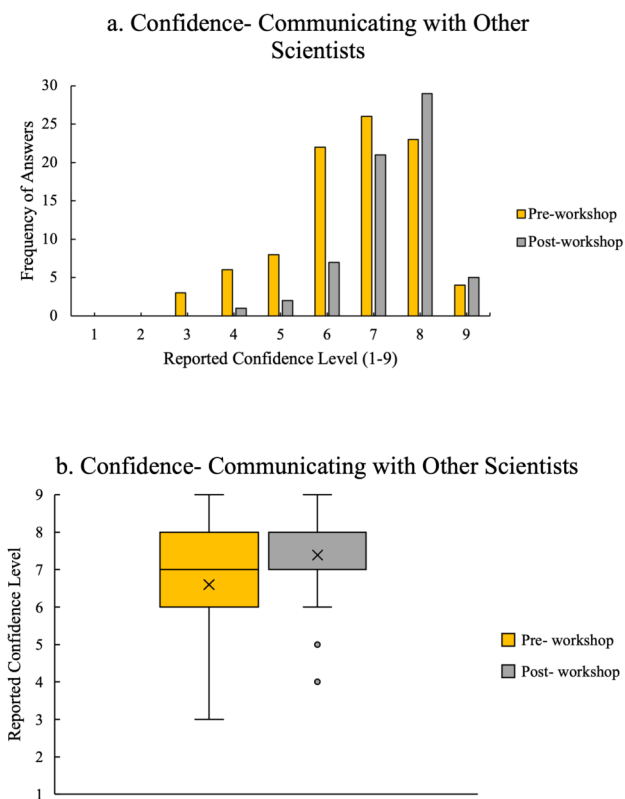 a. Confidence- Communicating with Other
Scientists
30
25
20
15
10
5
0
Frequency of Answers
1 2 3 4 5 6 7 8 9
Reported Confidence Level (1-9)
Pre-workshop
Post-workshop
b. Confidence- Communicating with Other Scientists
9
8
7
6
5
4
3
2
1
Reported Confidence Level
Pre- workshop
Post- workshop